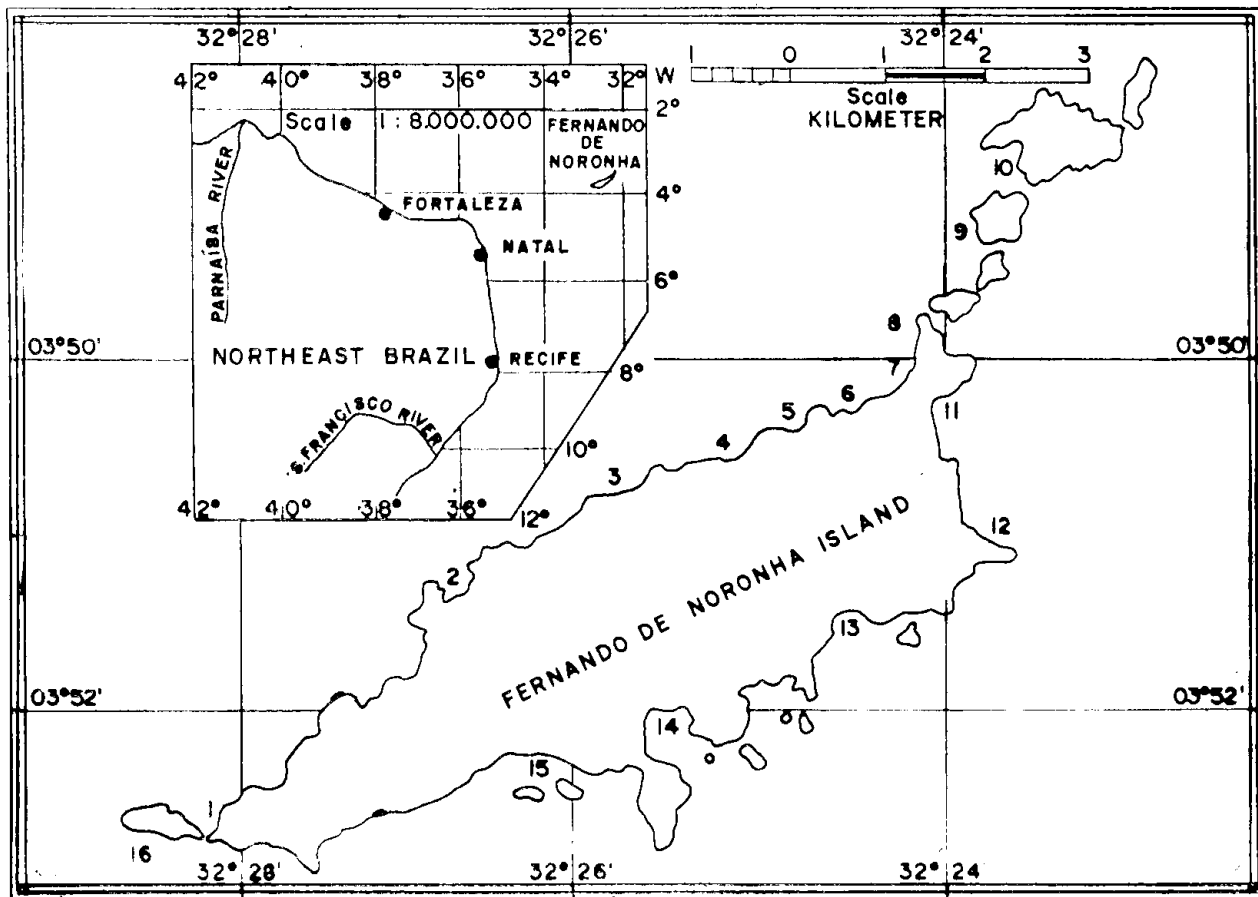 32°28' 32°26' 32°24'
1 0 1 2 3
Scale
KILOMETER
42° 40° 38° 36° 34° 32° W
2°
Scale 1:8.000.000
FERNANDO
DE
NORONHA
4°
PARNAÍBA RIVER
FORTALEZA
NATAL
6°
NORTHEAST BRAZIL
RECIFE
8°
S. FRANCISCO RIVER
10°
42° 40° 38° 36°
12°
10
9
8
03°50' 03°50'
7
6
5
11
4
3
12
2
FERNANDO DE NORONHA ISLAND
13
03°52' 03°52'
14
15
1
16
32°28' 32°26' 32°24'